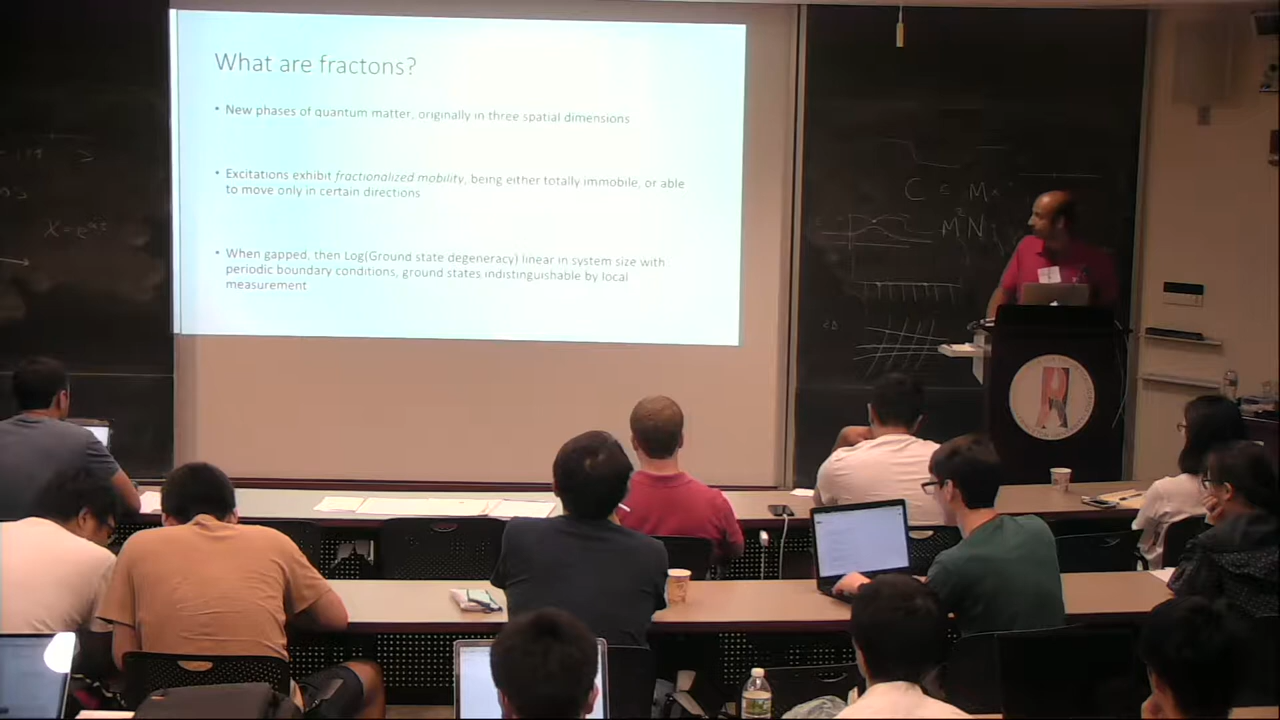 What are fractons?
• New phases of quantum matter, originally in three spatial dimensions
• Excitations exhibit fractionalized mobility, being either totally immobile, or able
to move only in certain directions
• When gapped, then Log(Ground state degeneracy) linear in system size with
periodic boundary conditions, ground states indistinguishable by local
measurement